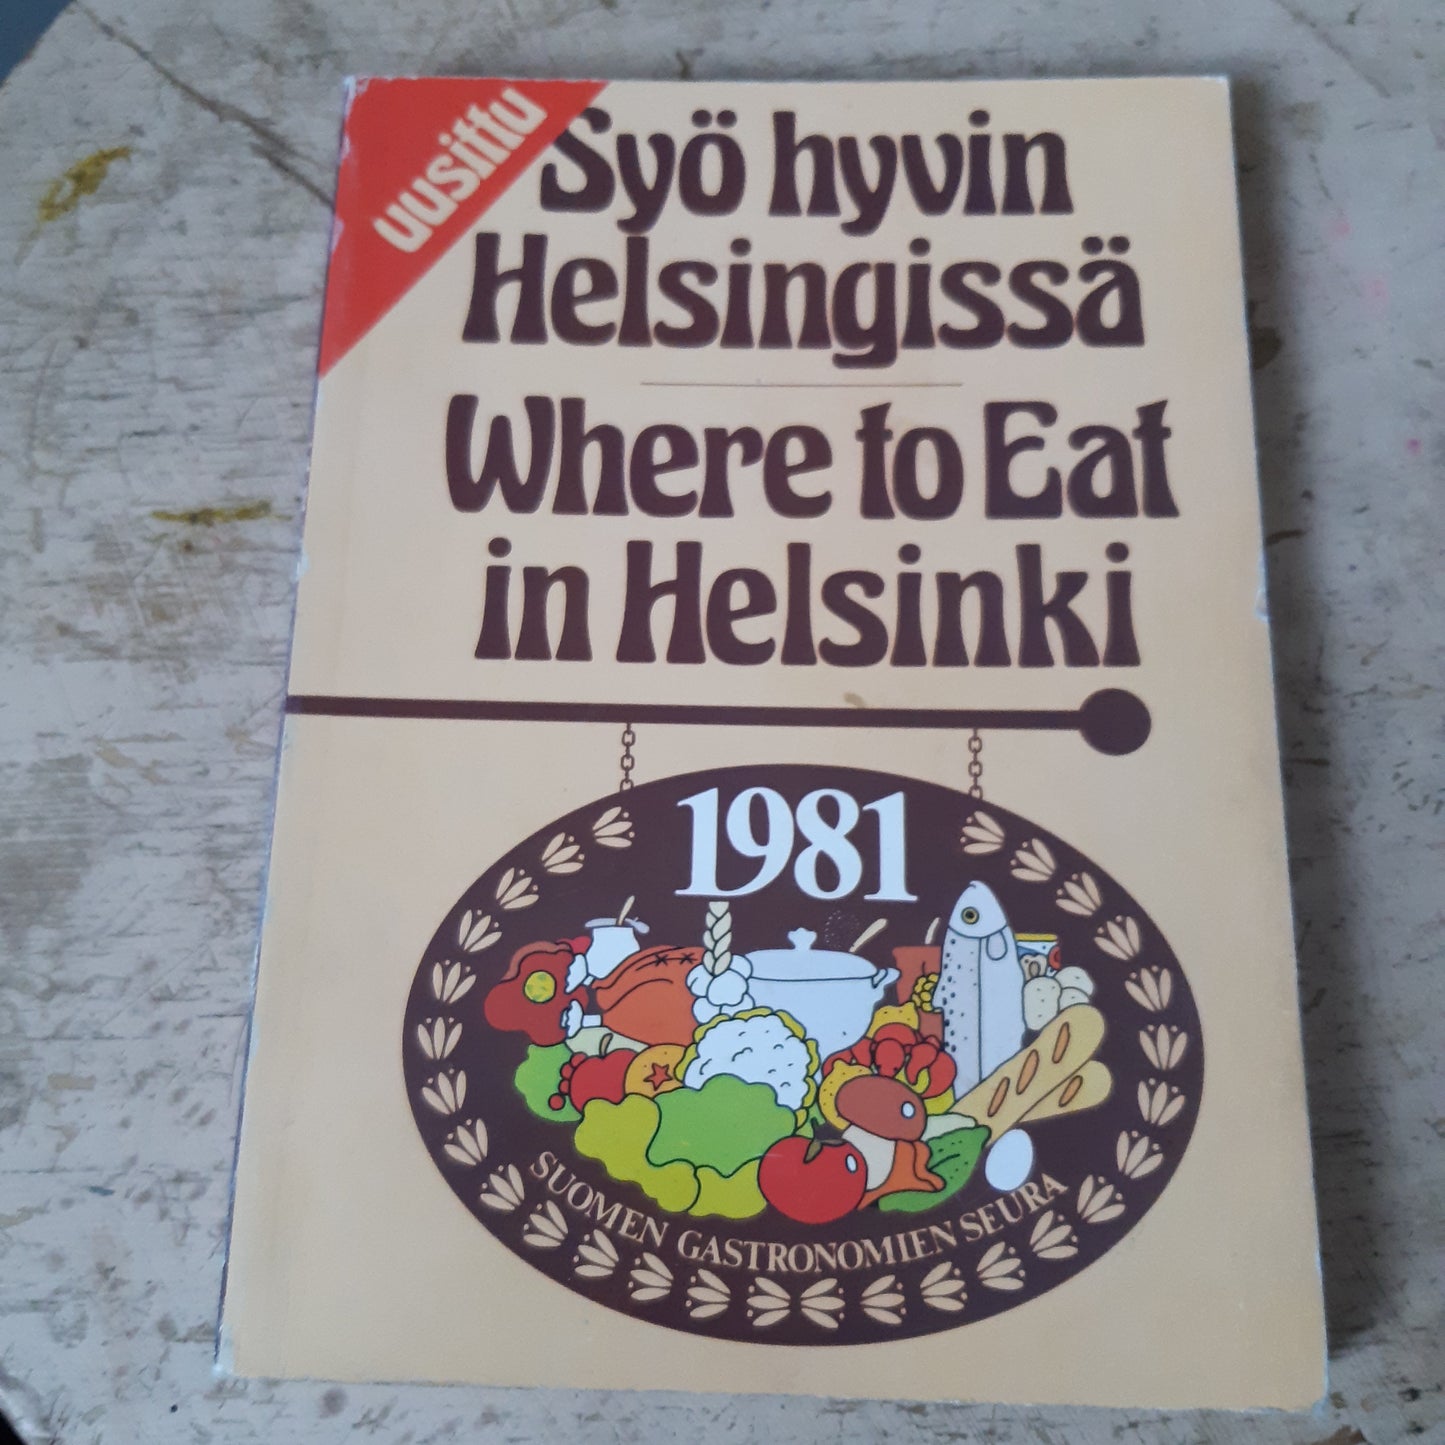 uusittu
Syö hyvin
Helsingissä
Where to Eat
in Helsinki
1981
SUOMEN GASTRONOMIEN SEURA